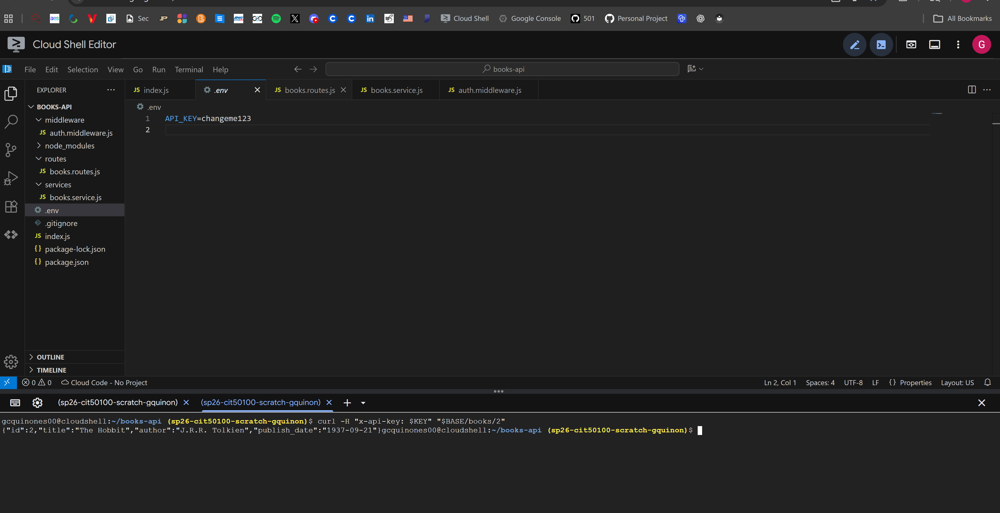 Sec
Cloud Shell
Google Console
501
Personal Project
All Bookmarks
Cloud Shell Editor
G
File Edit Selection View Go Run Terminal Help
books-api
EXPLORER
index.js
.env
books.routes.js
books.service.js
auth.middleware.js
BOOKS-API
middleware
JS auth.middleware.js
node_modules
routes
JS books.routes.js
services
JS books.service.js
.env
.gitignore
JS index.js
{} package-lock.json
{} package.json
OUTLINE
TIMELINE
.env
1 API_KEY=changeme123
2
0 0 Cloud Code - No Project
Ln 2, Col 1 Spaces: 4 UTF-8 LF {} Properties Layout: US
(sp26-cit50100-scratch-gquinon) (sp26-cit50100-scratch-gquinon)
gcquinones00@cloudshell:~/books-api (sp26-cit50100-scratch-gquinon)$ curl -H "x-api-key: $KEY" "$BASE/books/2"
{"id":2,"title":"The Hobbit","author":"J.R.R. Tolkien","publish_date":"1937-09-21"}gcquinones00@cloudshell:~/books-api (sp26-cit50100-scratch-gquinon)$